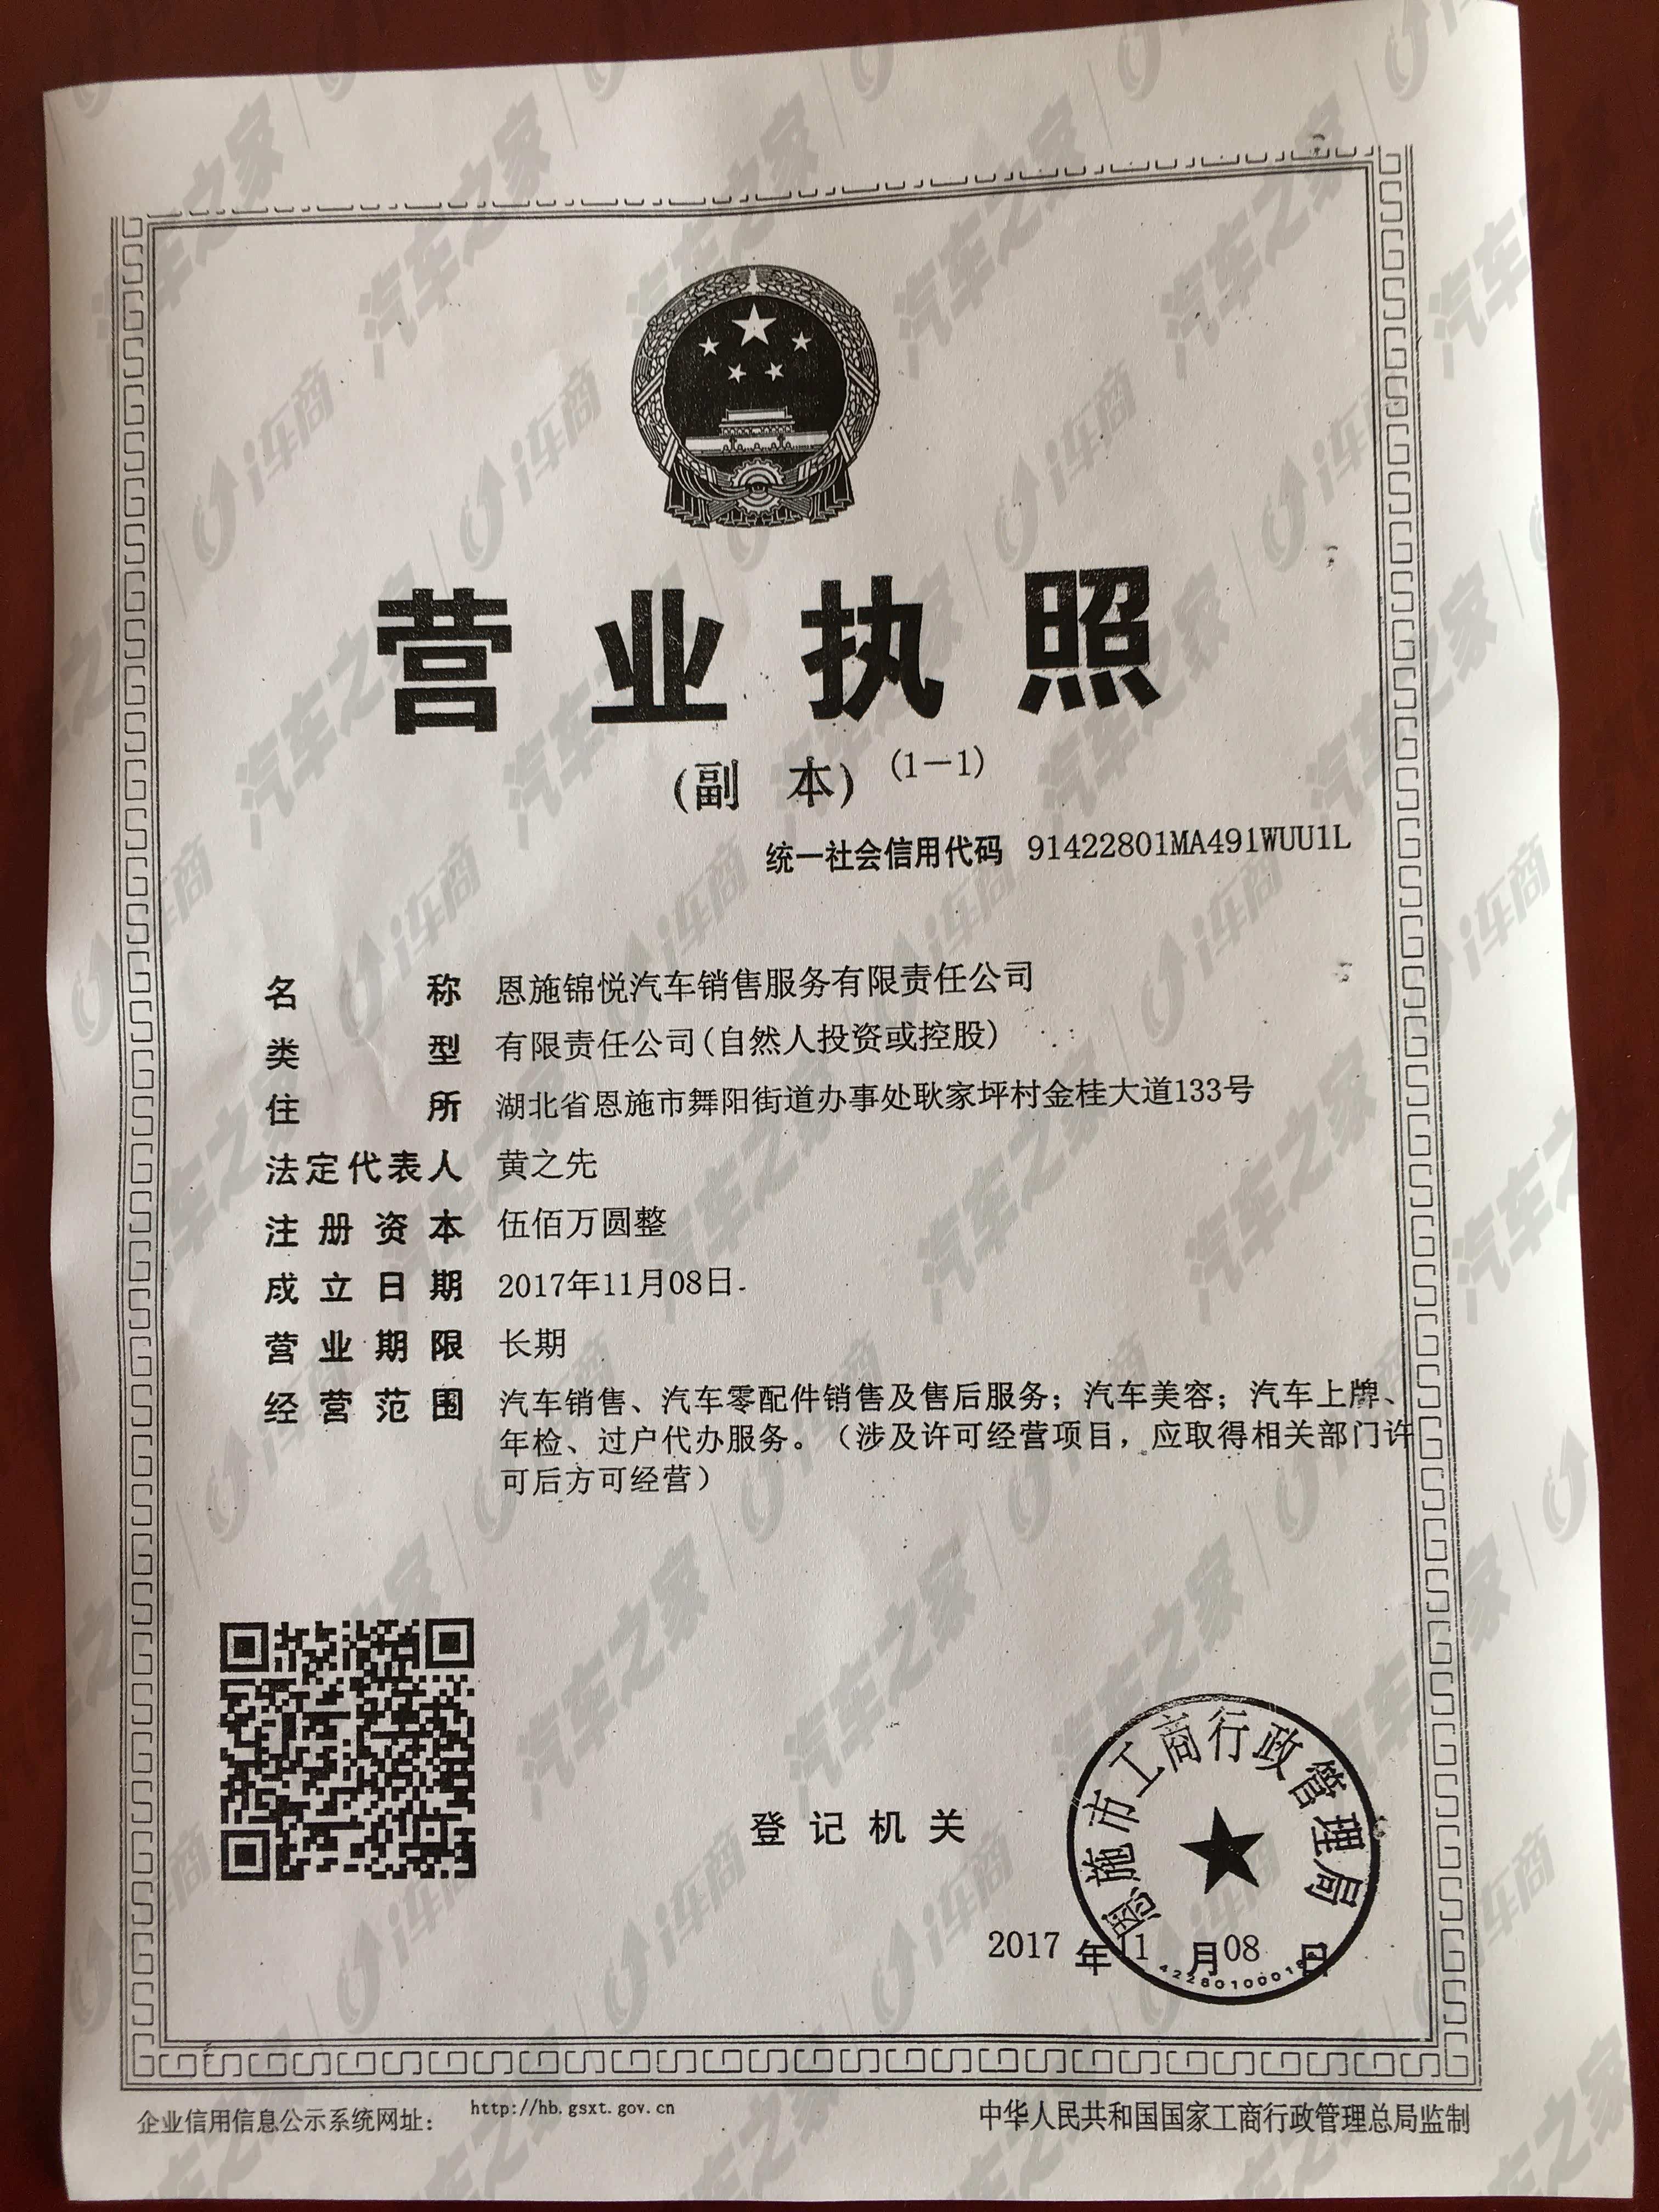 营业执照
(副 本) (1-1)
统一社会信用代码 91422801MA491WUU1L
名 称 恩施锦悦汽车销售服务有限责任公司
类 型 有限责任公司(自然人投资或控股)
住 所 湖北省恩施市舞阳街道办事处耿家坪村金桂大道133号
法定代表人 黄之先
注册资本 伍佰万圆整
成立日期 2017年11月08日
营业期限 长期
经营范围 汽车销售、汽车零配件销售及售后服务；汽车美容；汽车上牌、
年检、过户代办服务。（涉及许可经营项目，应取得相关部门许
可后方可经营）
登记机关
恩施市工商行政管理局
2017 年 11 月 08 日
企业信用信息公示系统网址： http://hb.gsxt.gov.cn
中华人民共和国国家工商行政管理总局监制
汽车之家 | i车商